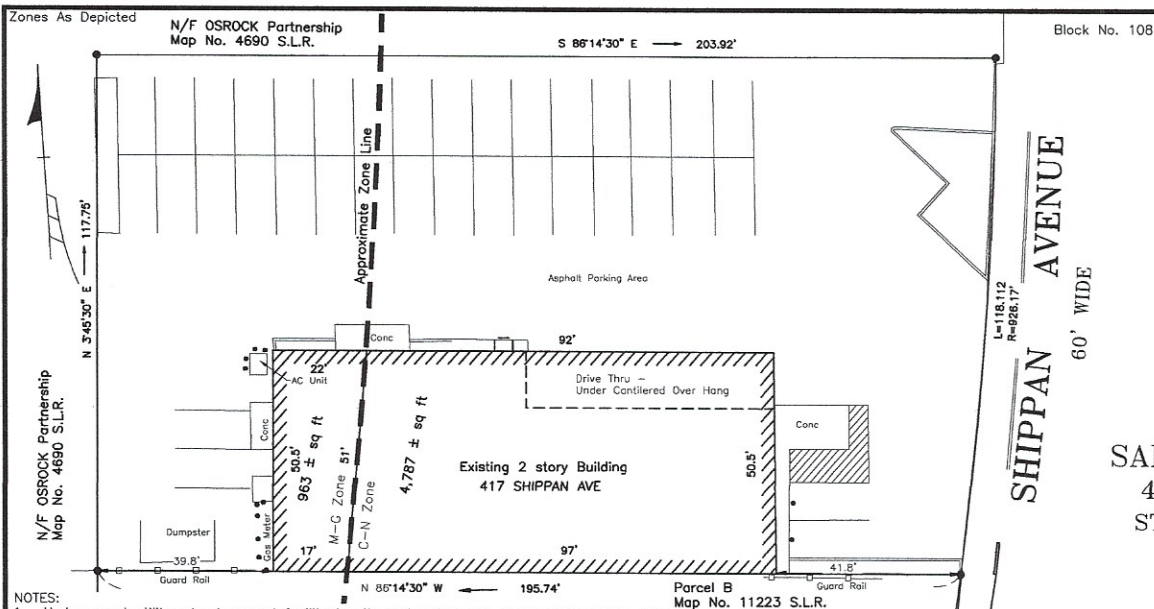 Zones As Depicted
N/F OSROCK Partnership
Map No. 4690 S.L.R.
S 86°14'30" E 203.92'
Block No. 108
Approximate Zone Line
N 3°45'30" E 117.75'
N/F OSROCK Partnership
Map No. 4690 S.L.R.
Asphalt Parking Area
SHIPPAN AVENUE
60' WIDE
L=118.112
R=926.17'
Conc
92'
22'
AC Unit
Drive Thru –
Under Cantilered Over Hang
Conc
Conc
50.5'
963 ± sq ft
51'
M-G Zone
C-N Zone
4,787 ± sq ft
Existing 2 story Building
417 SHIPPAN AVE
50.5'
Gas Meter
Dumpster
17'
97'
39.8'
Guard Rail
41.8'
Guard Rail
N 86°14'30" W 195.74'
Parcel B
Map No. 11223 S.L.R.
NOTES: